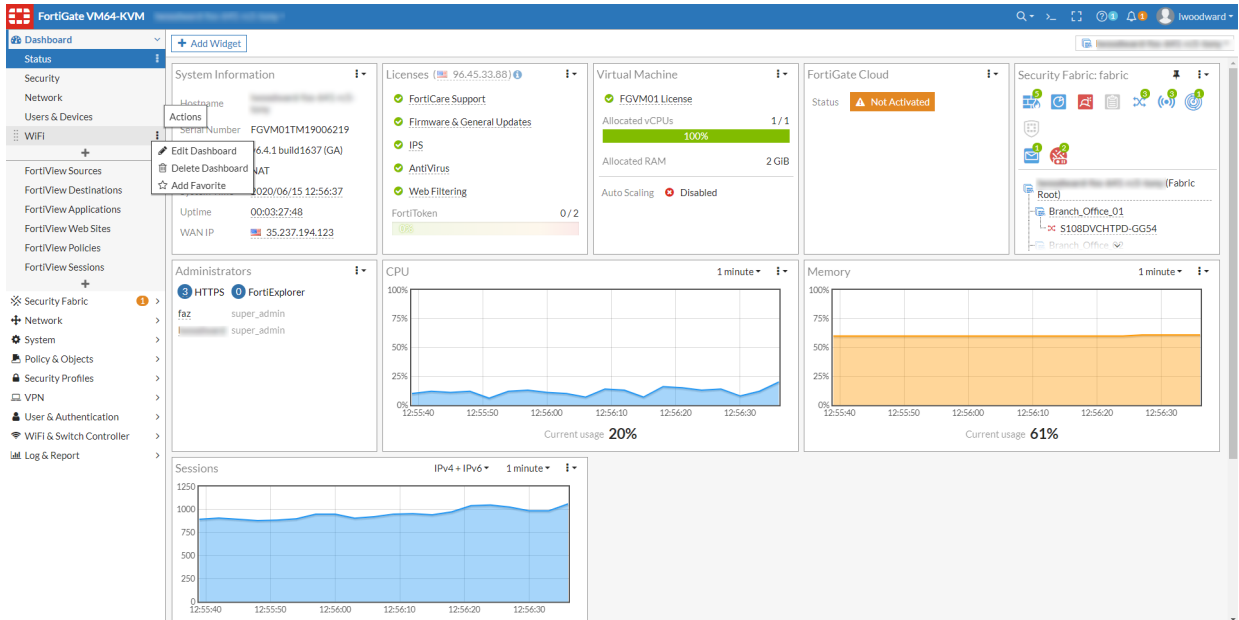 FortiGate VM64-KVM
1
1
lwoodward
Dashboard
Status
Security
Network
Users & Devices
WiFi
+
FortiView Sources
FortiView Destinations
FortiView Applications
FortiView Web Sites
FortiView Policies
FortiView Sessions
+
Security Fabric 1
Network
System
Policy & Objects
Security Profiles
VPN
User & Authentication
WiFi & Switch Controller
Log & Report
Actions
Edit Dashboard
Delete Dashboard
Add Favorite
+ Add Widget
System Information
Hostname
Serial Number FGVM01TM19006219
v6.4.1 build1637 (GA)
NAT
2020/06/15 12:56:37
Uptime 00:03:27:48
WAN IP 35.237.194.123
Licenses (96.45.33.88)
FortiCare Support
Firmware & General Updates
IPS
AntiVirus
Web Filtering
FortiToken 0 / 2
0%
Virtual Machine
FGVM01 License
Allocated vCPUs 1 / 1
100%
Allocated RAM 2 GiB
Auto Scaling Disabled
FortiGate Cloud
Status Not Activated
Security Fabric: fabric
5 3 3 1
1 2
(Fabric
Root)
Branch_Office_01
S108DVCHTPD-GG54
Branch_Office_02
Administrators
3 HTTPS 0 FortiExplorer
faz super_admin
super_admin
CPU 1 minute
100%
75%
50%
25%
0%
12:55:40 12:55:50 12:56:00 12:56:10 12:56:20 12:56:30
Current usage 20%
Memory 1 minute
100%
75%
50%
25%
0%
12:55:40 12:55:50 12:56:00 12:56:10 12:56:20 12:56:30
Current usage 61%
Sessions IPv4 + IPv6 1 minute
1250
1000
750
500
250
0
12:55:40 12:55:50 12:56:00 12:56:10 12:56:20 12:56:30